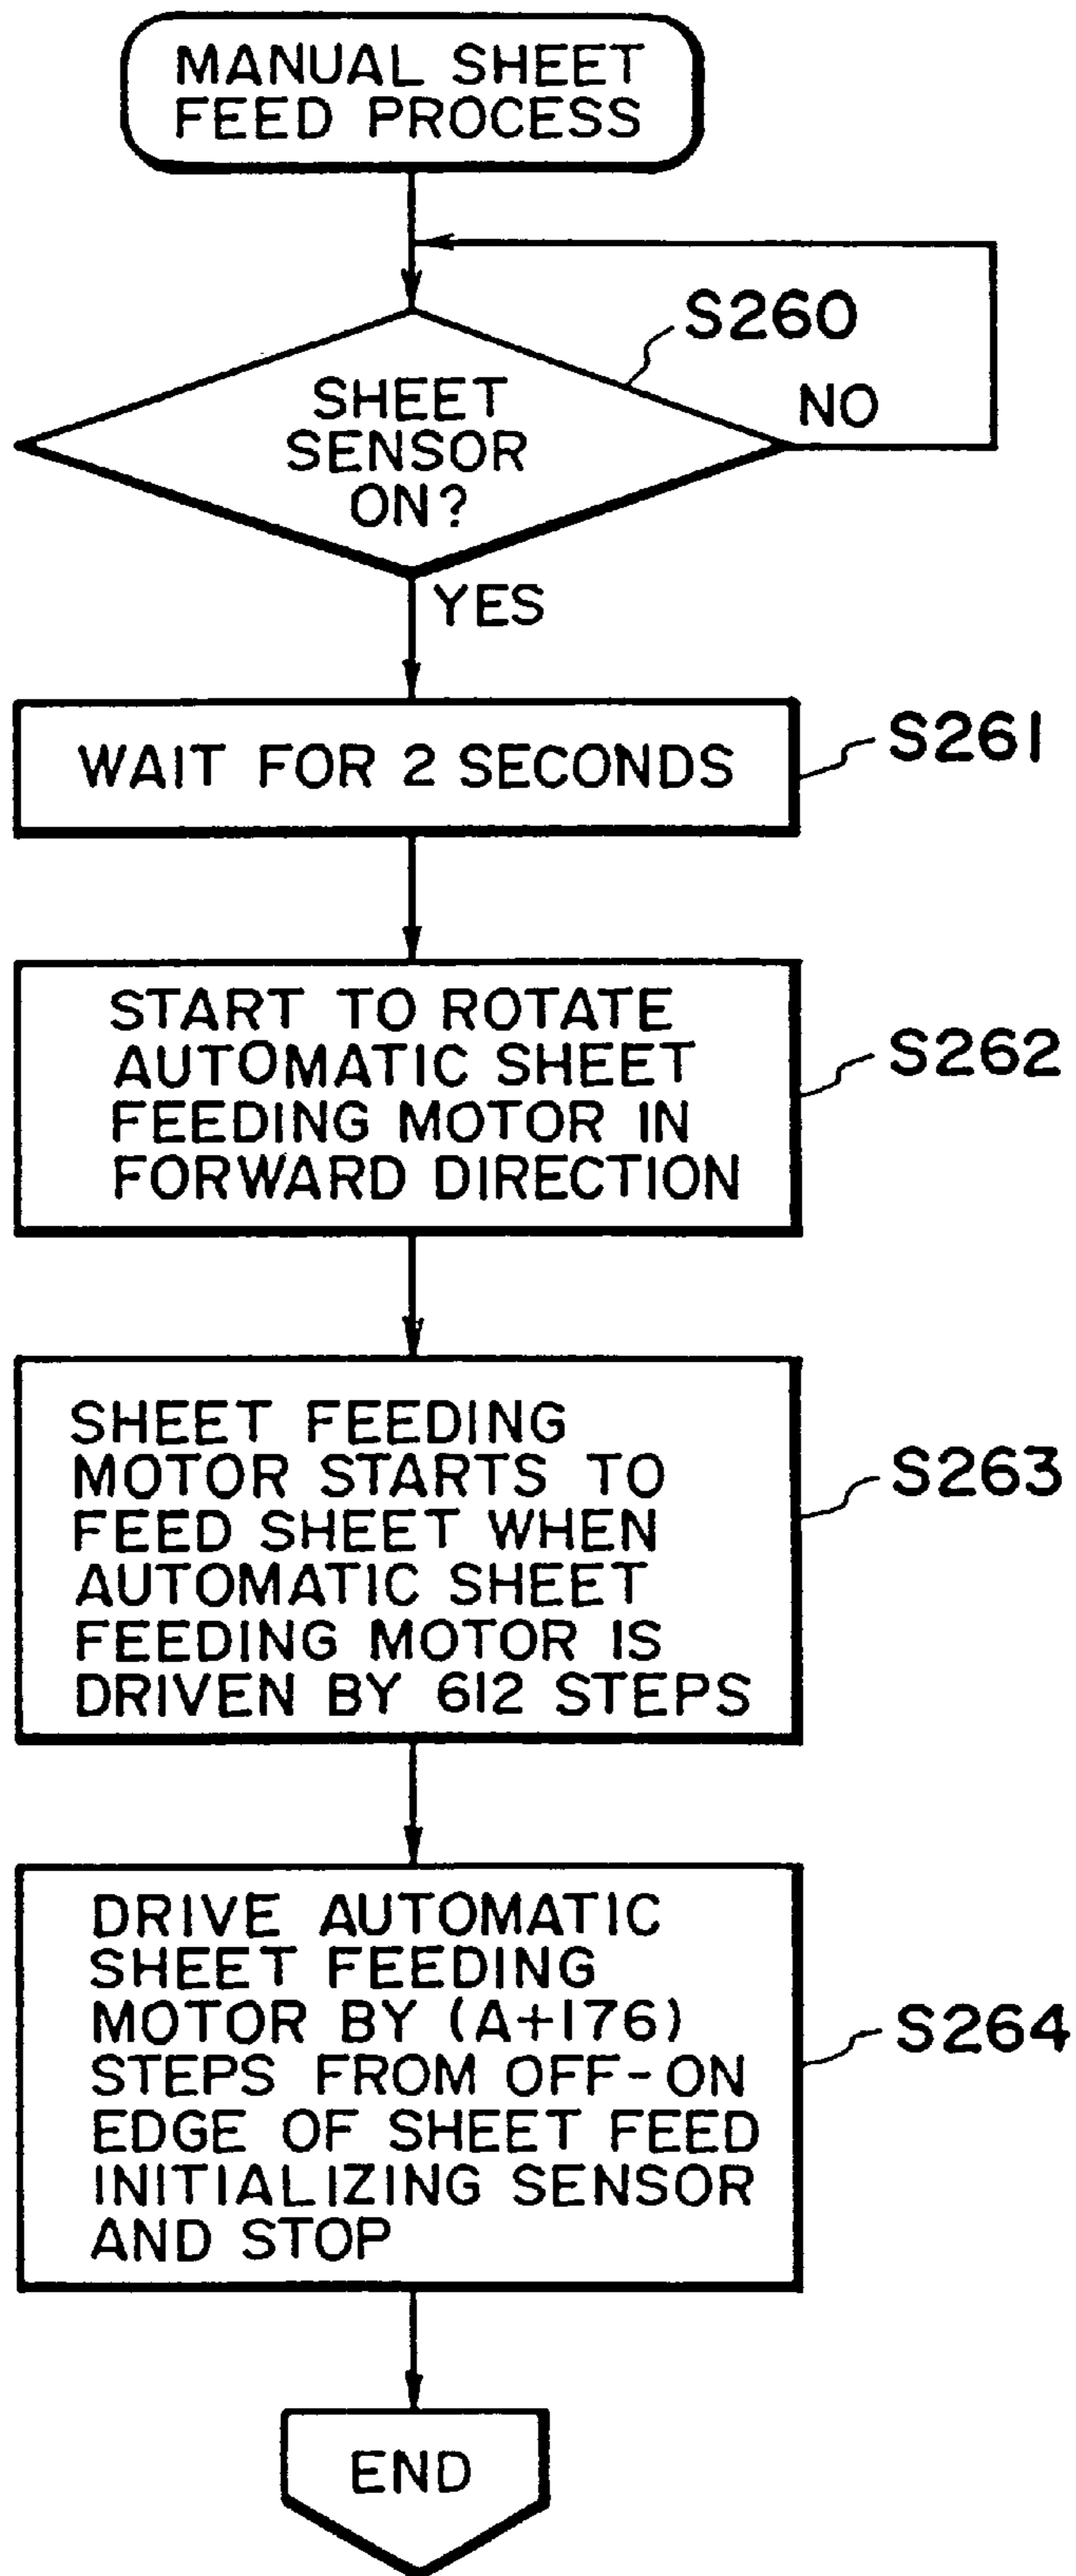 MANUAL SHEET
FEED PROCESS
S260
SHEET
SENSOR
ON?
NO
YES
WAIT FOR 2 SECONDS
S261
START TO ROTATE
AUTOMATIC SHEET
FEEDING MOTOR IN
FORWARD DIRECTION
S262
SHEET FEEDING
MOTOR STARTS TO
FEED SHEET WHEN
AUTOMATIC SHEET
FEEDING MOTOR IS
DRIVEN BY 612 STEPS
S263
DRIVE AUTOMATIC
SHEET FEEDING
MOTOR BY (A+176)
STEPS FROM OFF-ON
EDGE OF SHEET FEED
INITIALIZING SENSOR
AND STOP
S264
END